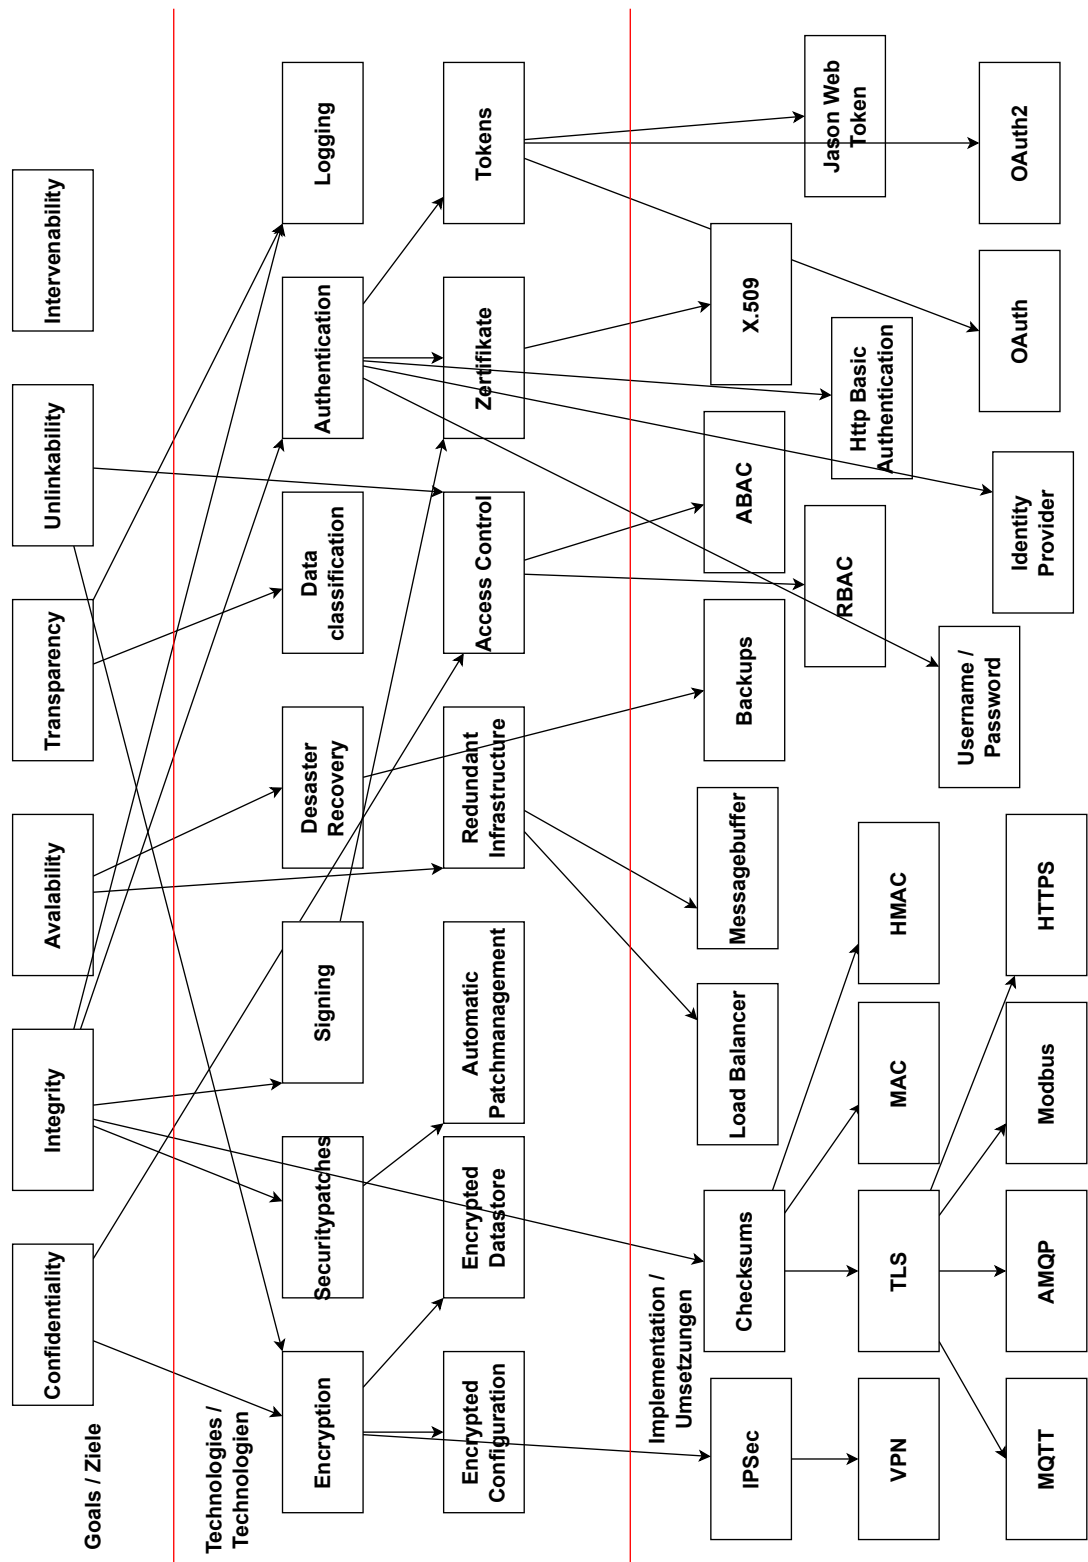 Goals / Ziele
Confidentiality
Integrity
Avalability
Transparency
Unlinkability
Intervenability
Technologies /
Technologien
Encryption
Securitypatches
Signing
Desaster
Recovery
Data
classification
Authentication
Logging
Encrypted
Configuration
Encrypted
Datastore
Automatic
Patchmanagement
Redundant
Infrastructure
Access Control
Zertifikate
Tokens
Implementation /
Umsetzungen
IPSec
Checksums
Load Balancer
Messagebuffer
Backups
ABAC
X.509
RBAC
Jason Web
Token
Http Basic
Authentication
VPN
TLS
MAC
HMAC
Username /
Password
Identity
Provider
OAuth
OAuth2
MQTT
AMQP
Modbus
HTTPS